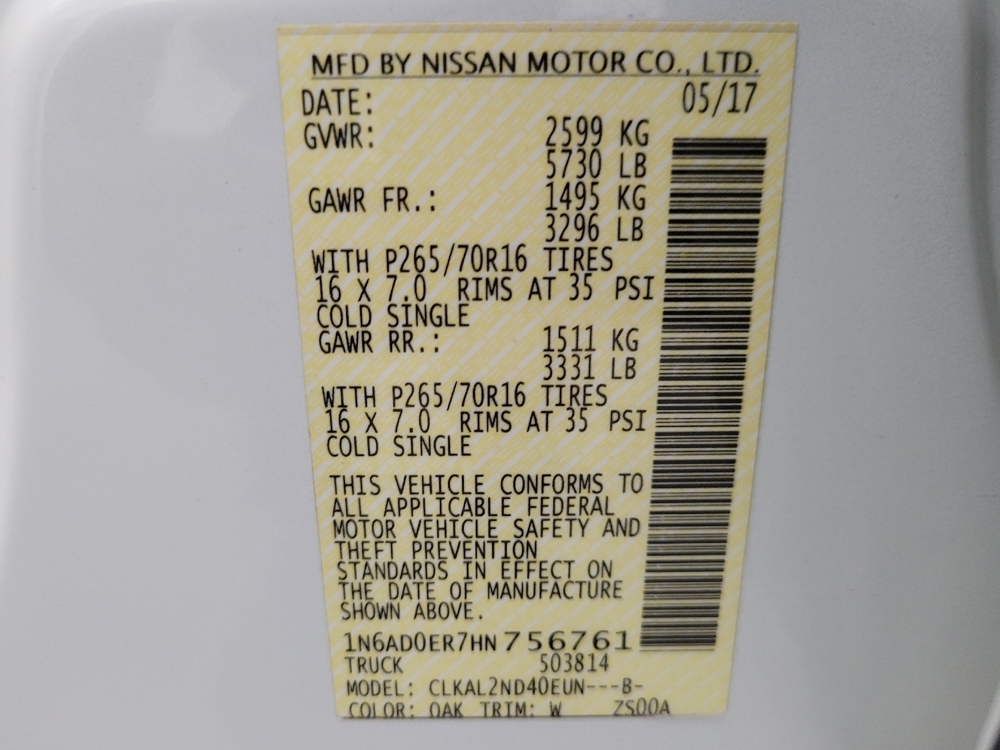 MFD BY NISSAN MOTOR CO., LTD.
DATE: 05/17
GVWR: 2599 KG
5730 LB
GAWR FR.: 1495 KG
3296 LB
WITH P265/70R16 TIRES
16 X 7.0 RIMS AT 35 PSI
COLD SINGLE
GAWR RR.: 1511 KG
3331 LB
WITH P265/70R16 TIRES
16 X 7.0 RIMS AT 35 PSI
COLD SINGLE
THIS VEHICLE CONFORMS TO
ALL APPLICABLE FEDERAL
MOTOR VEHICLE SAFETY AND
THEFT PREVENTION
STANDARDS IN EFFECT ON
THE DATE OF MANUFACTURE
SHOWN ABOVE.
1N6AD0ER7HN756761
TRUCK 503814
MODEL: CLKAL2ND40EUN---B-
COLOR: QAK TRIM: W ZS00A